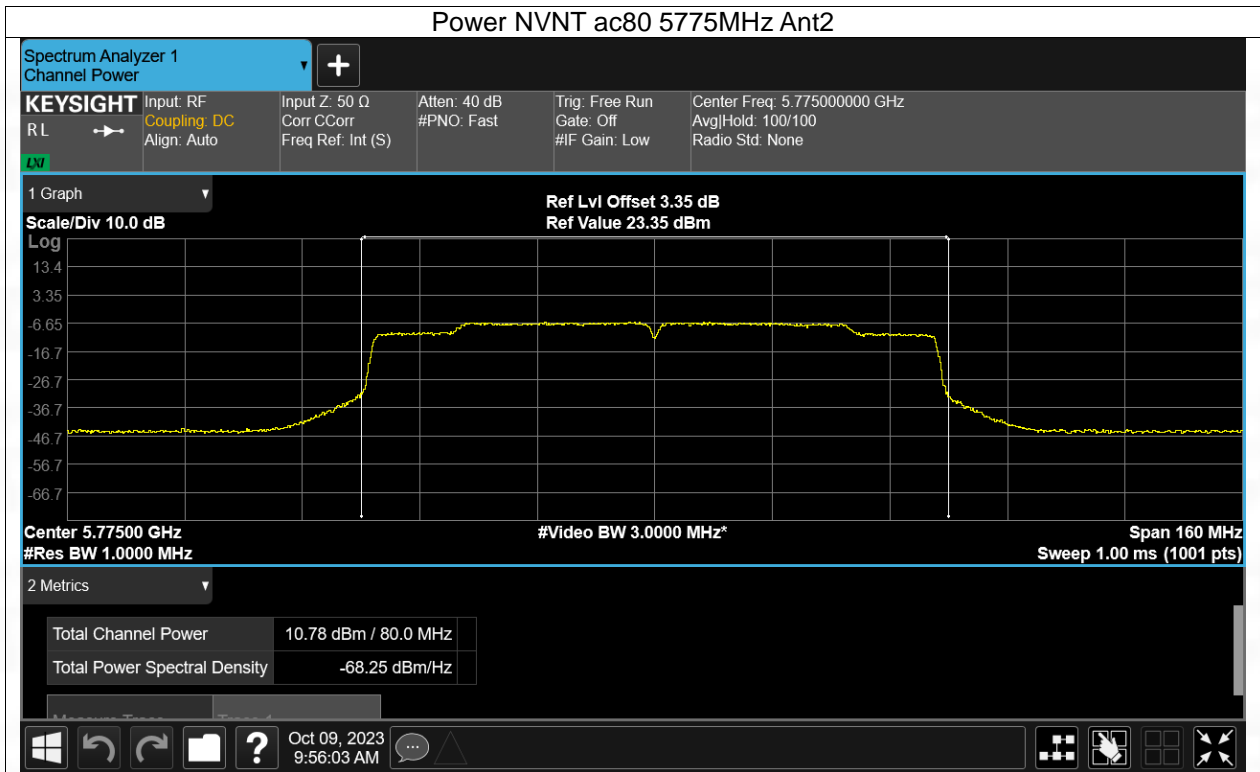 Power NVNT ac80 5775MHz Ant2
Spectrum Analyzer 1
Channel Power
KEYSIGHT
R L
LXI
Input: RF
Coupling: DC
Align: Auto
Input Z: 50 Ω
Corr CCorr
Freq Ref: Int (S)
Atten: 40 dB
#PNO: Fast
Trig: Free Run
Gate: Off
#IF Gain: Low
Center Freq: 5.775000000 GHz
Avg|Hold: 100/100
Radio Std: None
1 Graph
Scale/Div 10.0 dB
Ref Lvl Offset 3.35 dB
Ref Value 23.35 dBm
Log
13.4
3.35
-6.65
-16.7
-26.7
-36.7
-46.7
-56.7
-66.7
Center 5.77500 GHz
#Res BW 1.0000 MHz
#Video BW 3.0000 MHz*
Span 160 MHz
Sweep 1.00 ms (1001 pts)
2 Metrics
Total Channel Power 10.78 dBm / 80.0 MHz
Total Power Spectral Density -68.25 dBm/Hz
Measure Trace Trace 1
?
Oct 09, 2023
9:56:03 AM